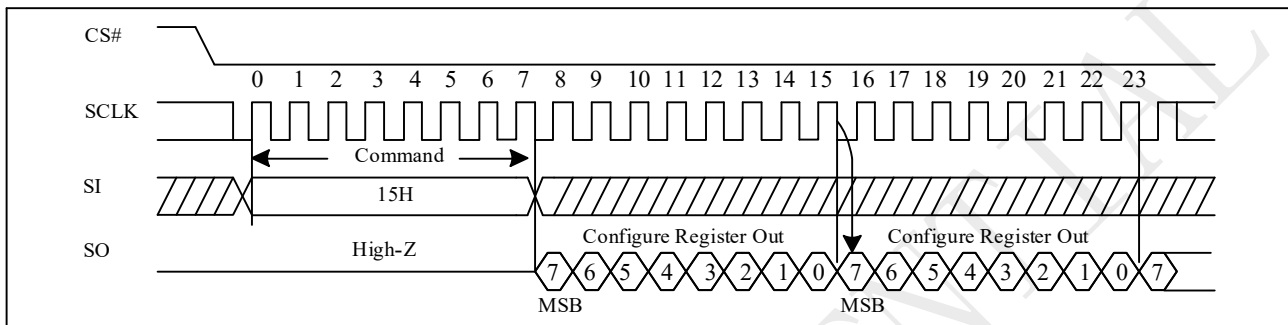 CS#
0 1 2 3 4 5 6 7 8 9 10 11 12 13 14 15 16 17 18 19 20 21 22 23
SCLK
Command
SI
15H
High-Z Configure Register Out Configure Register Out
SO
7 6 5 4 3 2 1 0 7 6 5 4 3 2 1 0 7
MSB MSB